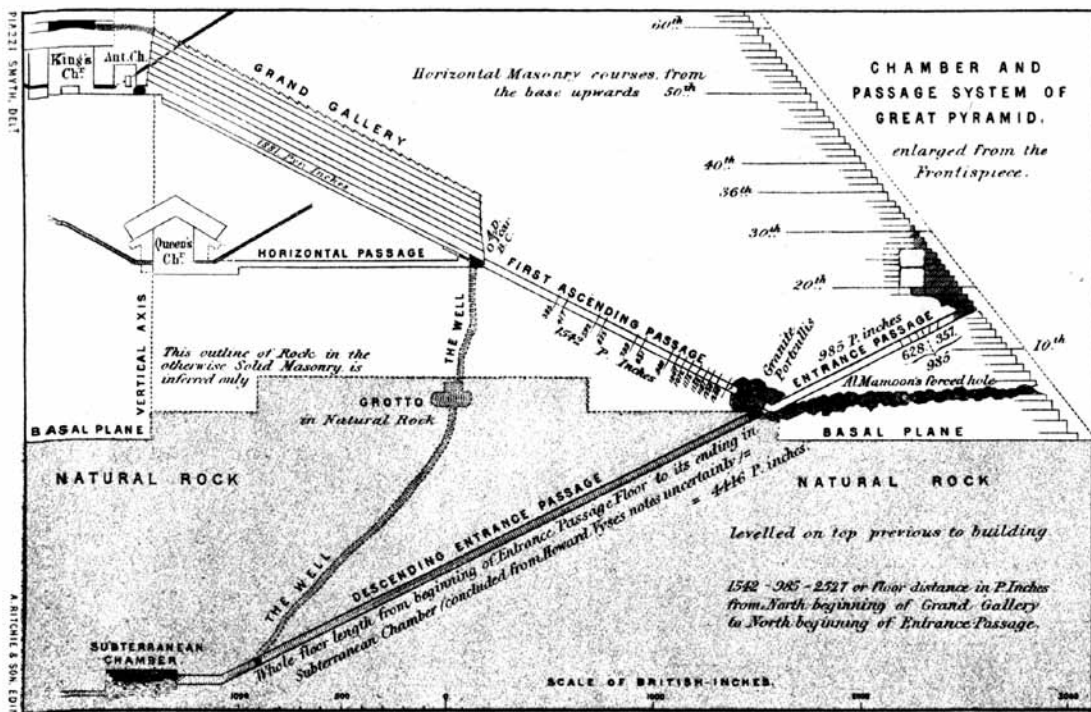 PIAZZI SMYTH, DELT
A. RITCHIE & SON, EDIN
King's
Ch.r
Ant. Ch.
GRAND GALLERY
1881 Pyr. Inches
Horizontal Masonry courses, from
the base upwards 50th
60th
40th
36th
30th
20th
10th
CHAMBER AND
PASSAGE SYSTEM OF
GREAT PYRAMID.
enlarged from the
Frontispiece.
Queen's
Ch.r
HORIZONTAL PASSAGE
A.D.
B.C.
FIRST ASCENDING PASSAGE
1542 P.
Inches
Granite
Portcullis
985 P. inches
ENTRANCE PASSAGE
628
357
985
Al Mamoon's forced hole
VERTICAL AXIS
This outline of Rock in the
otherwise Solid Masonry is
inferred only
THE WELL
GROTTO
in Natural Rock
BASAL PLANE
BASAL PLANE
NATURAL ROCK
NATURAL ROCK
levelled on top previous to building
1542 - 985 - 2527 or floor distance in P. Inches
from North beginning of Grand Gallery
to North beginning of Entrance Passage.
THE WELL
DESCENDING ENTRANCE PASSAGE
Whole floor length from beginning of Entrance Passage Floor to its ending in
Subterranean Chamber (concluded from Howard Vyse's notes uncertainly) =
= 4446 P. inches.
SUBTERRANEAN
CHAMBER.
SCALE OF BRITISH-INCHES.
1000 500 0 1000 3000